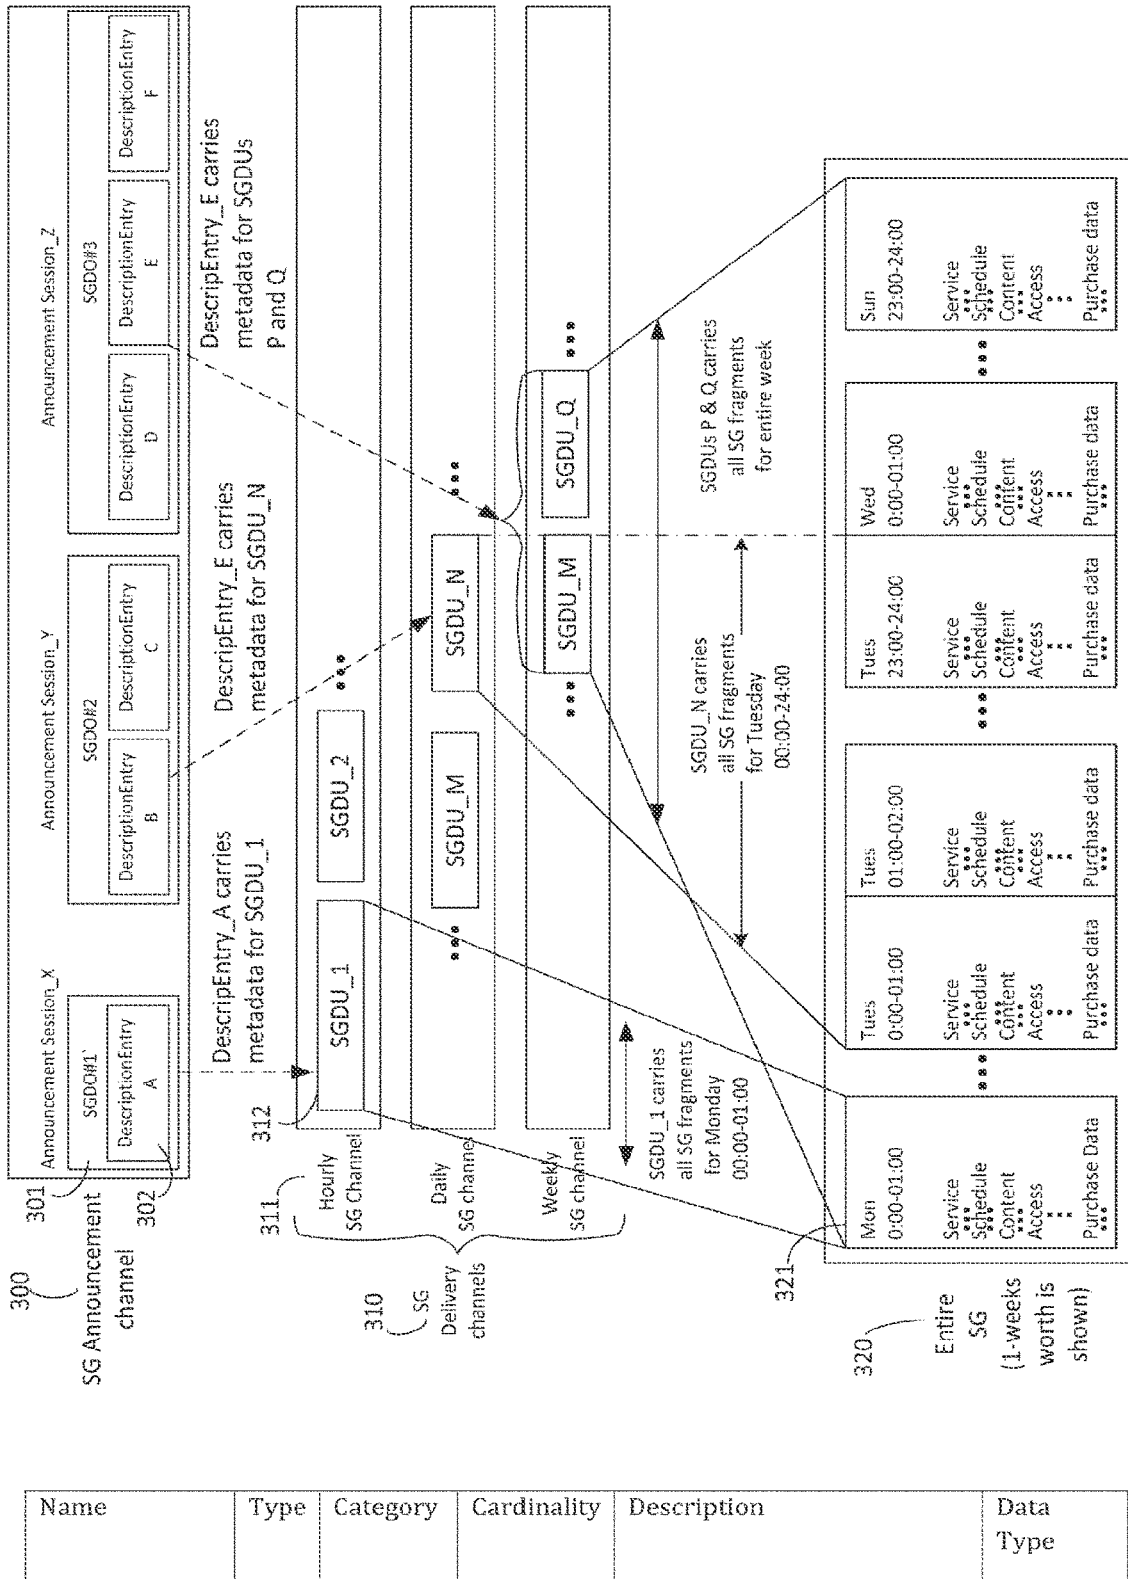 300
SG Announcement
channel
301
302
Announcement Session_X
SGDO#1`
DescriptionEntry
A
Announcement Session_Y
SGDO#2
DescriptionEntry
B
DescriptionEntry
C
Announcement Session_Z
SGDO#3
DescriptionEntry
D
DescriptionEntry
E
DescriptionEntry
F
DescripEntry_A carries
metadata for SGDU_1
DescripEntry_E carries
metadata for SGDU_N
DescripEntry_E carries
metadata for SGDUs
P and Q
310
SG
Delivery
channels
311
312
Hourly
SG Channel
SGDU_1
SGDU_2
•••
Daily
SG channel
•••
SGDU_M
SGDU_N
•••
Weekly
SG channel
•••
SGDU_M
SGDU_Q
•••
SGDU_1 carries
all SG fragments
for Monday
00:00-01:00
SGDU_N carries
all SG fragments
for Tuesday
00:00-24:00
SGDUs P & Q carries
all SG fragments
for entire week
320
Entire
SG
(1-weeks
worth is
shown)
321
Mon
0:00-01:00
Service
Schedule
Content
Access
Purchase Data
•••
Tues
0:00-01:00
Service
Schedule
Content
Access
Purchase data
Tues
01:00-02:00
Service
Schedule
Content
Access
Purchase data
•••
Tues
23:00-24:00
Service
Schedule
Content
Access
Purchase data
Wed
0:00-01:00
Service
Schedule
Content
Access
Purchase data
•••
Sun
23:00-24:00
Service
Schedule
Content
Access
Purchase data
Name Type Category Cardinality Description Data
Type